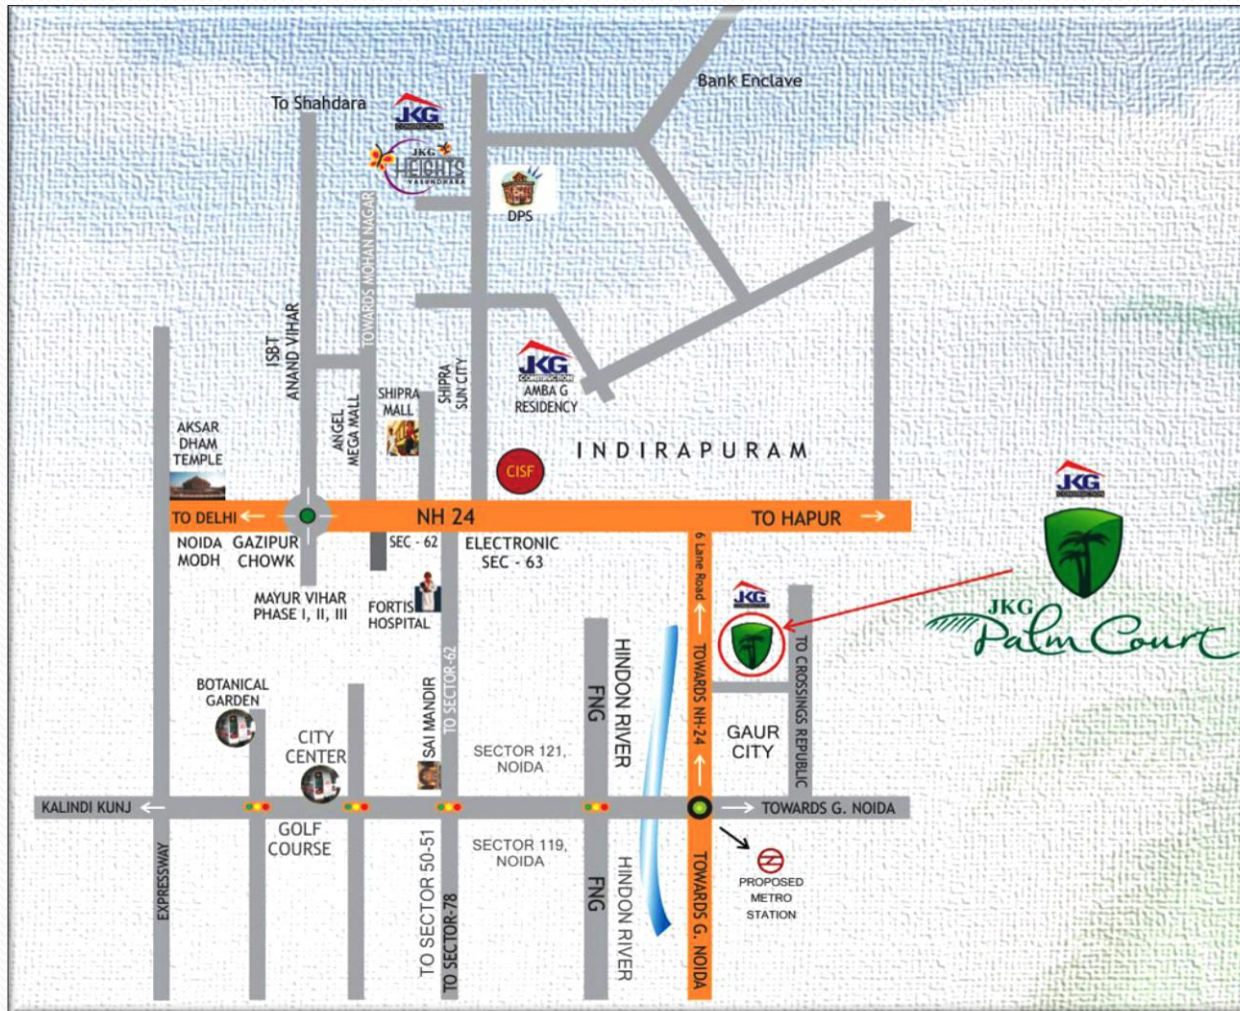 Bank Enclave
To Shahdara
JKG
CONSTRUCTION
JKG
HEIGHTS
VASUNDHARA
DPS
TOWARDS MOHAN NAGAR
ISBT
ANAND VIHAR
SHIPRA
SUN CITY
JKG
CONSTRUCTION
AMBA G
RESIDENCY
SHIPRA
MALL
ANGEL
MEGA MALL
AKSAR
DHAM
TEMPLE
CISF
INDIRAPURAM
JKG
CONSTRUCTION
TO DELHI
NH 24
TO HAPUR
NOIDA
MODH
GAZIPUR
CHOWK
SEC - 62
ELECTRONIC
SEC - 63
6 Lane Road
MAYUR VIHAR
PHASE I, II, III
FORTIS
HOSPITAL
JKG
CONSTRUCTION
JKG
Palm Court
TO SECTOR-62
HINDON RIVER
FNG
TOWARDS NH-24
TO CROSSINGS REPUBLIC
BOTANICAL
GARDEN
CITY
CENTER
SAI MANDIR
SECTOR 121,
NOIDA
GAUR
CITY
KALINDI KUNJ
TOWARDS G. NOIDA
GOLF
COURSE
EXPRESSWAY
TO SECTOR 50-51
TO SECTOR-78
SECTOR 119,
NOIDA
FNG
HINDON RIVER
TOWARDS G. NOIDA
PROPOSED
METRO
STATION